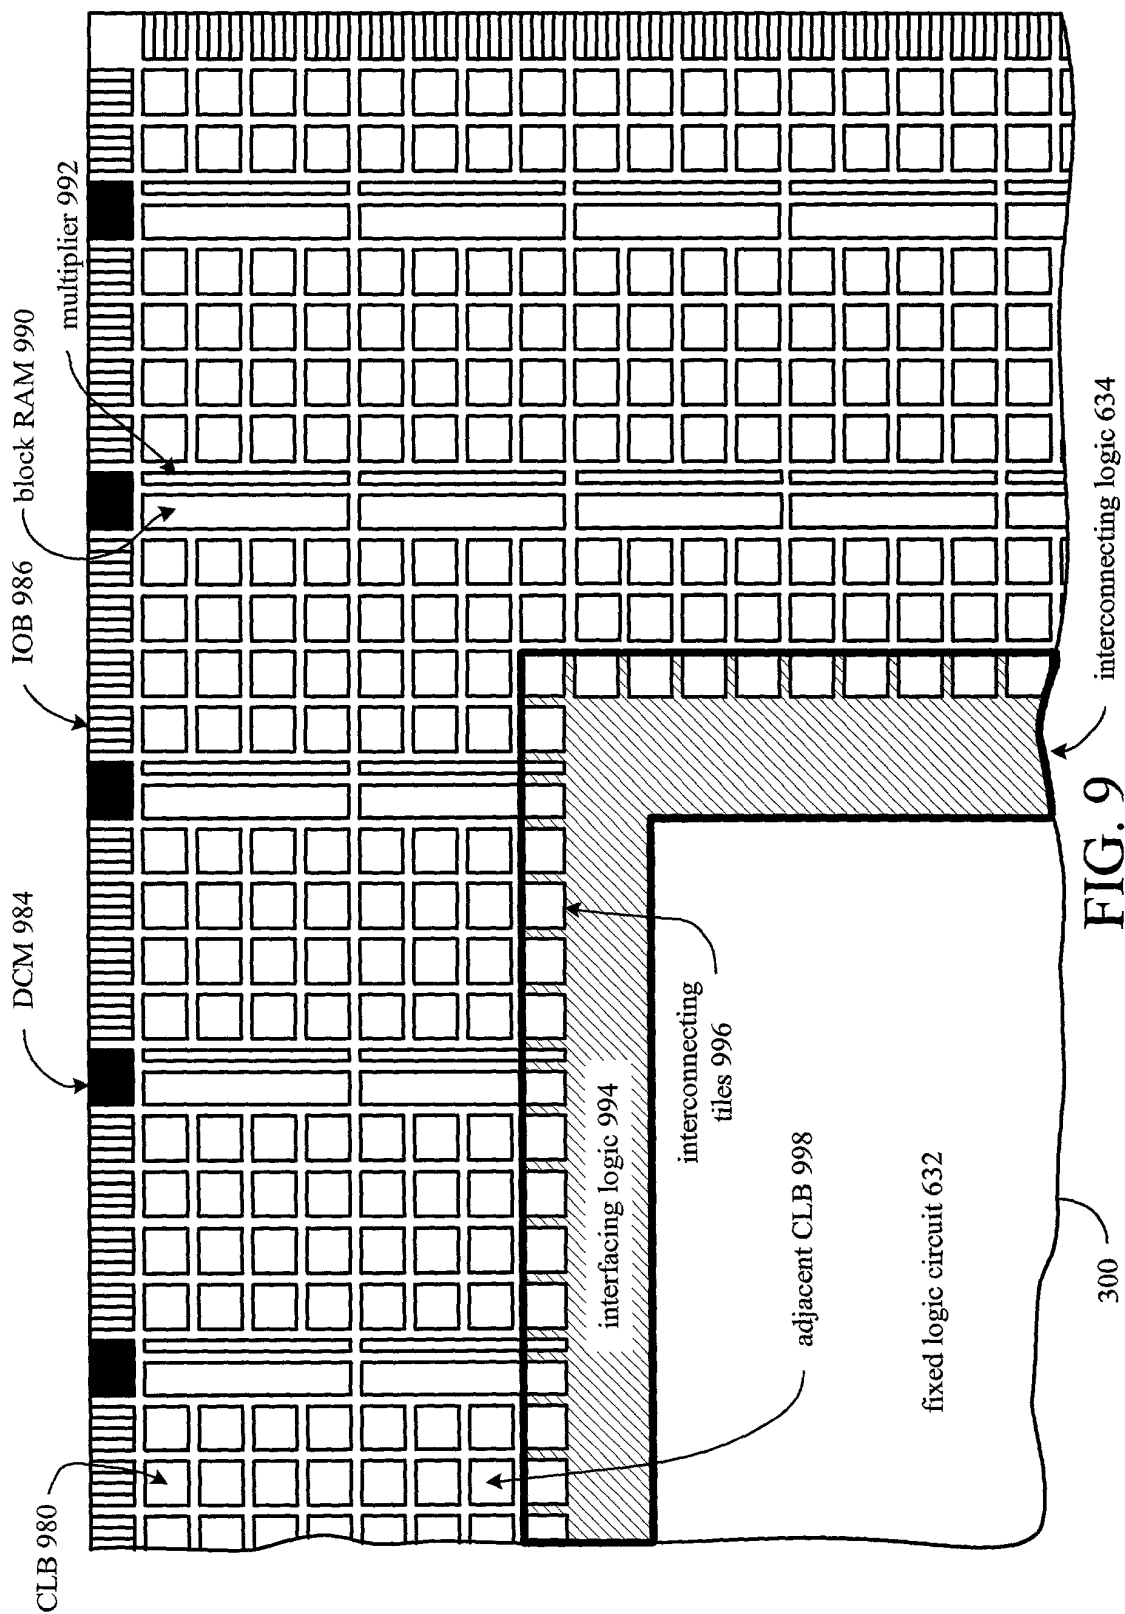 CLB 980
DCM 984
IOB 986
block RAM 990
multiplier 992
interfacing logic 994
interconnecting
tiles 996
adjacent CLB 998
fixed logic circuit 632
300
interconnecting logic 634
FIG. 9